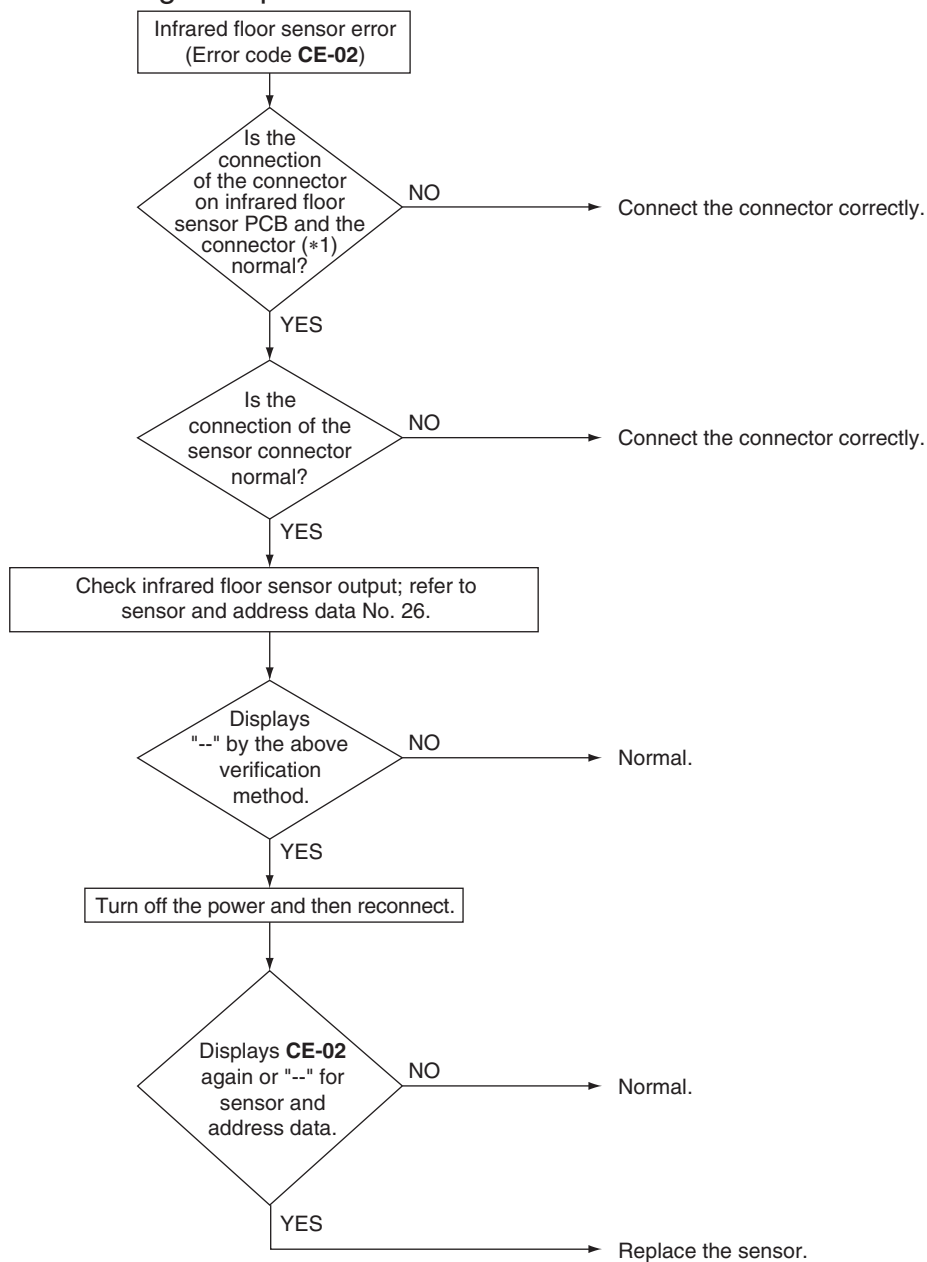 Infrared floor sensor error
(Error code CE-02)
Is the
connection
of the connector
on infrared floor
sensor PCB and the
connector (*1)
normal?
NO
Connect the connector correctly.
YES
Is the
connection of the
sensor connector
normal?
NO
Connect the connector correctly.
YES
Check infrared floor sensor output; refer to
sensor and address data No. 26.
Displays
"--" by the above
verification
method.
NO
Normal.
YES
Turn off the power and then reconnect.
Displays CE-02
again or "--" for
sensor and
address data.
NO
Normal.
YES
Replace the sensor.